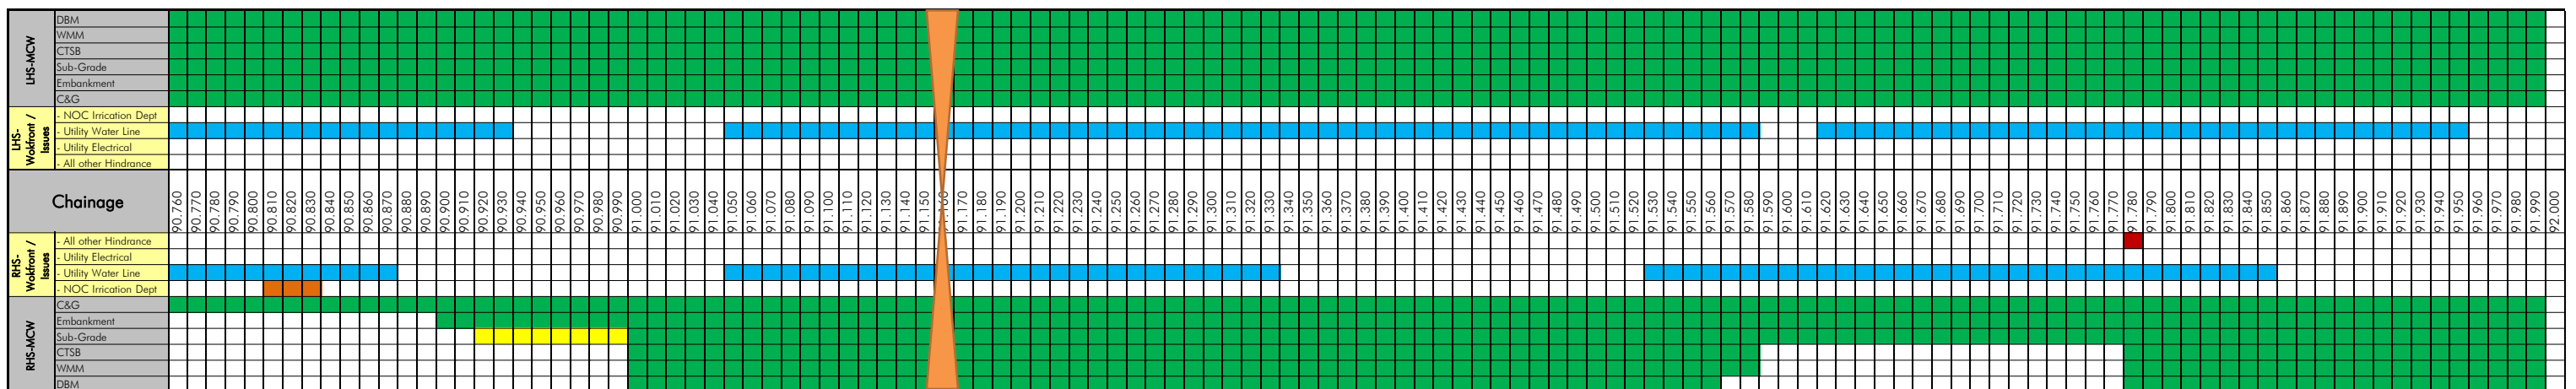 LHS-MCW
DBM
WMM
CTSB
Sub-Grade
Embankment
C&G
LHS-
Wokfront /
Issues
- NOC Irrication Dept
- Utility Water Line
- Utility Electrical
- All other Hindrance
Chainage 90.760 90.770 90.780 90.790 90.800 90.810 90.820 90.830 90.840 90.850 90.860 90.870 90.880 90.890 90.900 90.910 90.920 90.930 90.940 90.950 90.960 90.970 90.980 90.990 91.000 91.010 91.020 91.030 91.040 91.050 91.060 91.070 91.080 91.090 91.100 91.110 91.120 91.130 91.140 91.150 91.170 91.180 91.190 91.200 91.210 91.220 91.230 91.240 91.250 91.260 91.270 91.280 91.290 91.300 91.310 91.320 91.330 91.340 91.350 91.360 91.370 91.380 91.390 91.400 91.410 91.420 91.430 91.440 91.450 91.460 91.470 91.480 91.490 91.500 91.510 91.520 91.530 91.540 91.550 91.560 91.570 91.580 91.590 91.600 91.610 91.620 91.630 91.640 91.650 91.660 91.670 91.680 91.690 91.700 91.710 91.720 91.730 91.740 91.750 91.760 91.770 91.780 91.790 91.800 91.810 91.820 91.830 91.840 91.850 91.860 91.870 91.880 91.890 91.900 91.910 91.920 91.930 91.940 91.950 91.960 91.970 91.980 91.990 92.000
RHS-
Wokfront /
Issues
- All other Hindrance
- Utility Electrical
- Utility Water Line
- NOC Irrication Dept
RHS-MCW
C&G
Embankment
Sub-Grade
CTSB
WMM
DBM